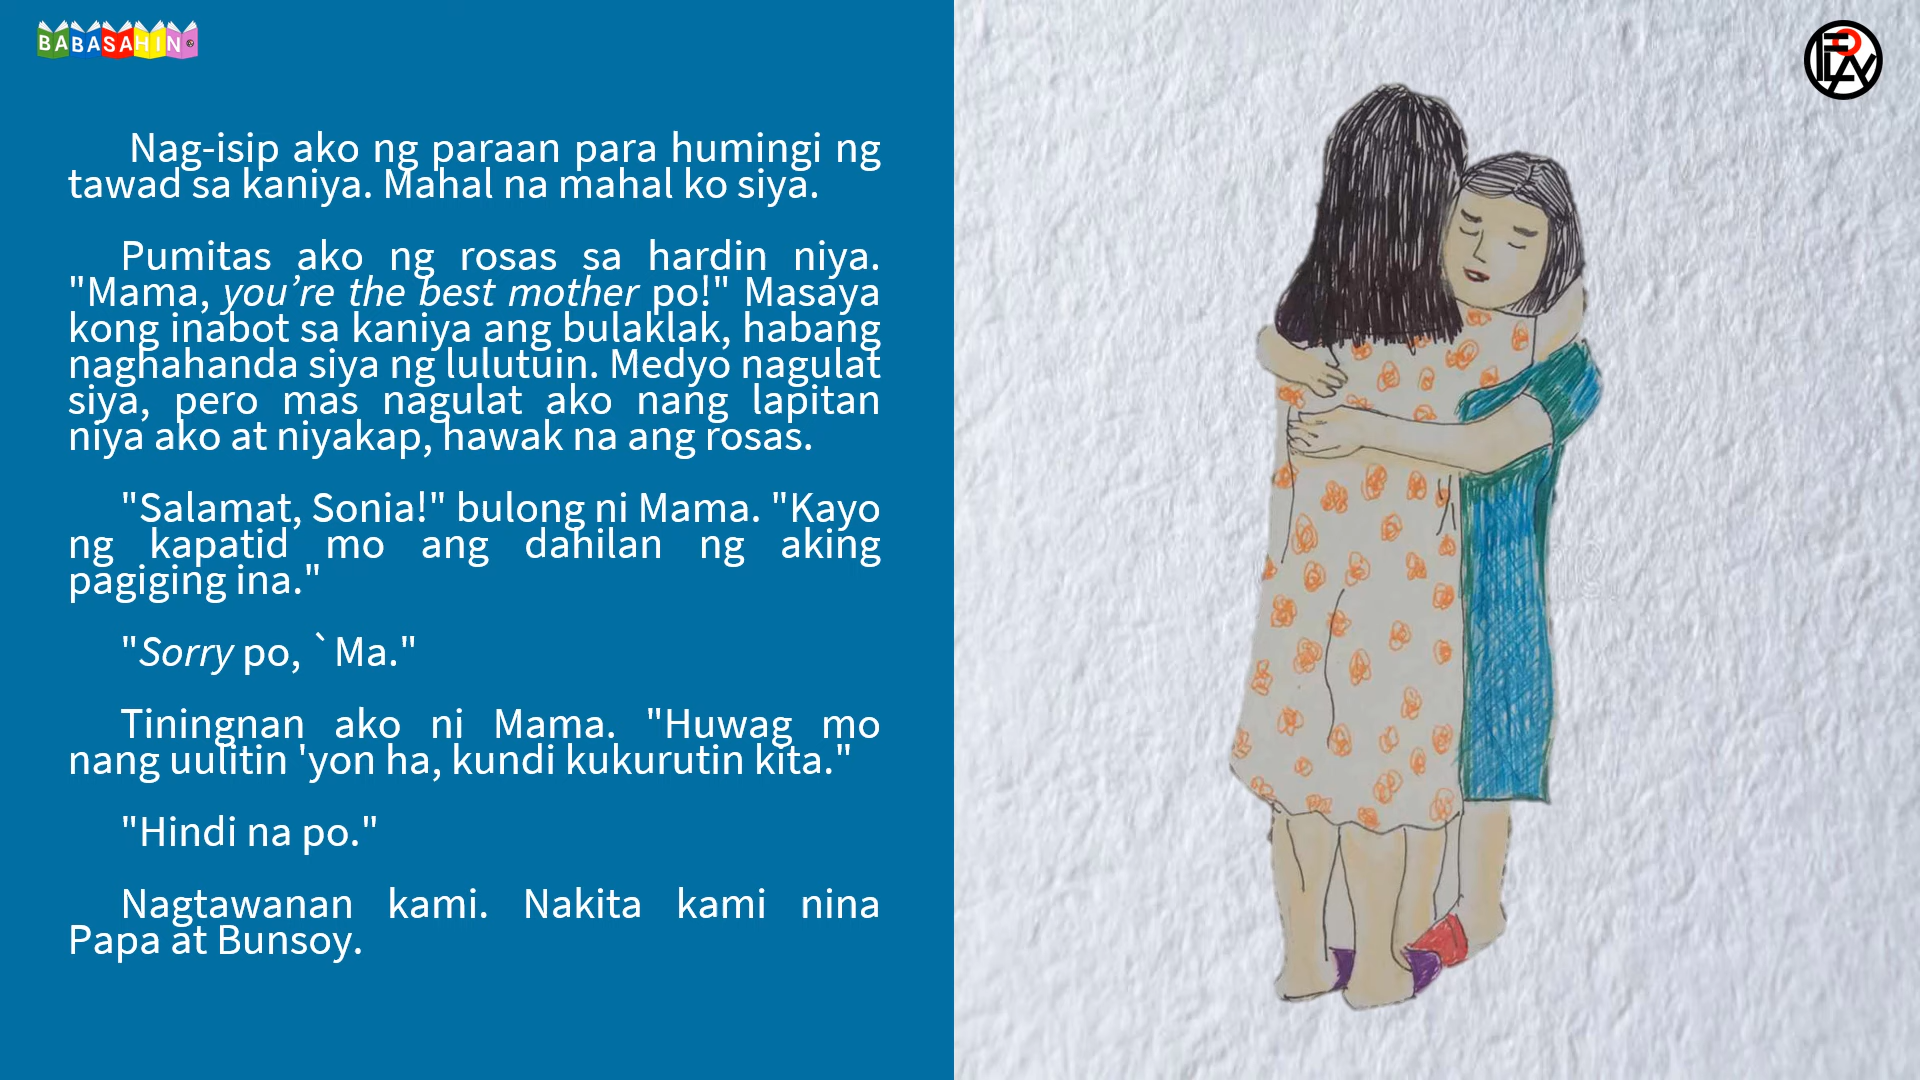 BABASAHIN
Nag-isip ako ng paraan para humingi ng
tawad sa kaniya. Mahal na mahal ko siya.
Pumitas ako ng rosas sa hardin niya.
"Mama, you’re the best mother po!" Masaya
kong inabot sa kaniya ang bulaklak, habang
naghahanda siya ng lulutuin. Medyo nagulat
siya, pero mas nagulat ako nang lapitan
niya ako at niyakap, hawak na ang rosas.
"Salamat, Sonia!" bulong ni Mama. "Kayo
ng kapatid mo ang dahilan ng aking
pagiging ina."
"Sorry po, `Ma."
Tiningnan ako ni Mama. "Huwag mo
nang uulitin 'yon ha, kundi kukurutin kita."
"Hindi na po."
Nagtawanan kami. Nakita kami nina
Papa at Bunsoy.